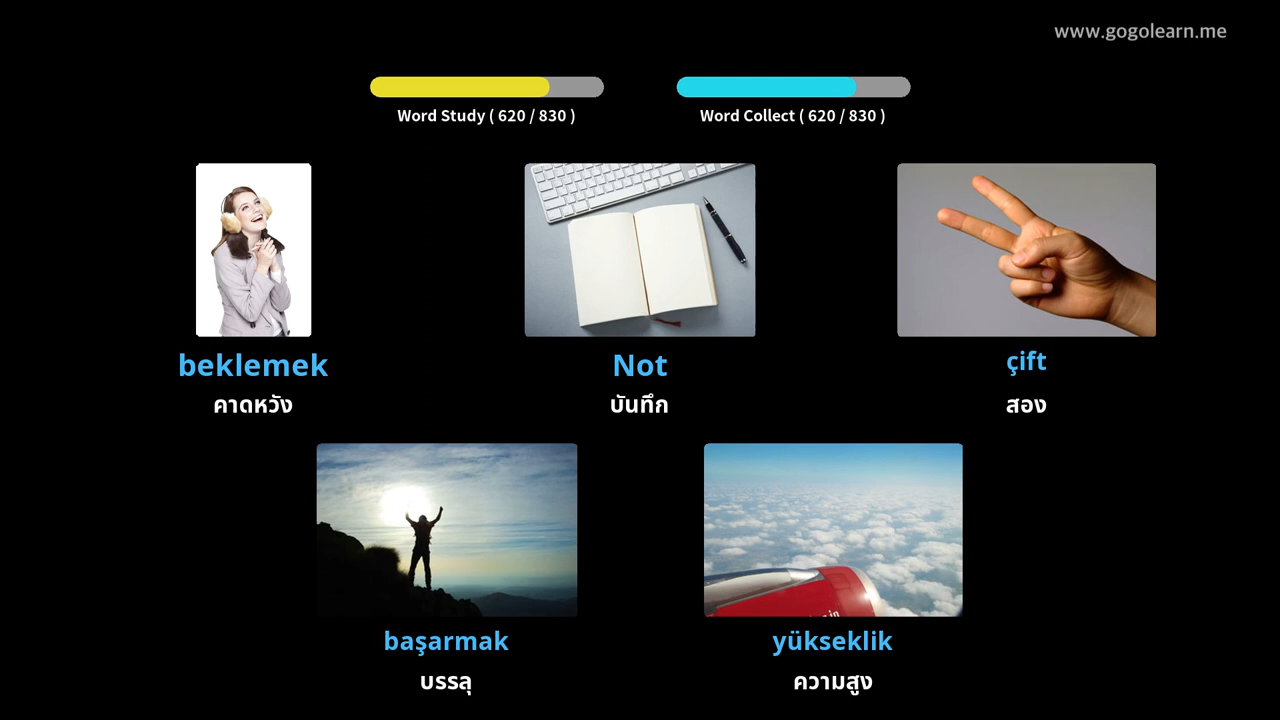 www.gogolearn.me
Word Study ( 620 / 830 )
Word Collect ( 620 / 830 )
beklemek
คาดหวัง
Not
บันทึก
çift
สอง
başarmak
บรรลุ
yükseklik
ความสูง